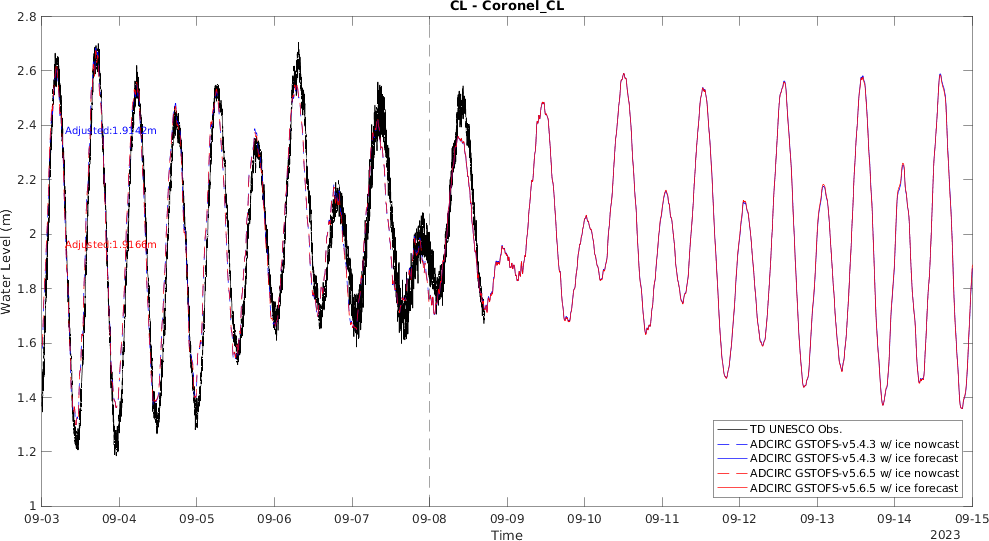 CL - Coronel_CL
2.8
2.6
2.4
2.2
2
1.8
1.6
1.4
1.2
1
Water Level (m)
Adjusted:1.9142m
Adjusted:1.9166m
TD UNESCO Obs.
ADCIRC GSTOFS-v5.4.3 w/ ice nowcast
ADCIRC GSTOFS-v5.4.3 w/ ice forecast
ADCIRC GSTOFS-v5.6.5 w/ ice nowcast
ADCIRC GSTOFS-v5.6.5 w/ ice forecast
09-03 09-04 09-05 09-06 09-07 09-08 09-09 09-10 09-11 09-12 09-13 09-14 09-15
Time
2023